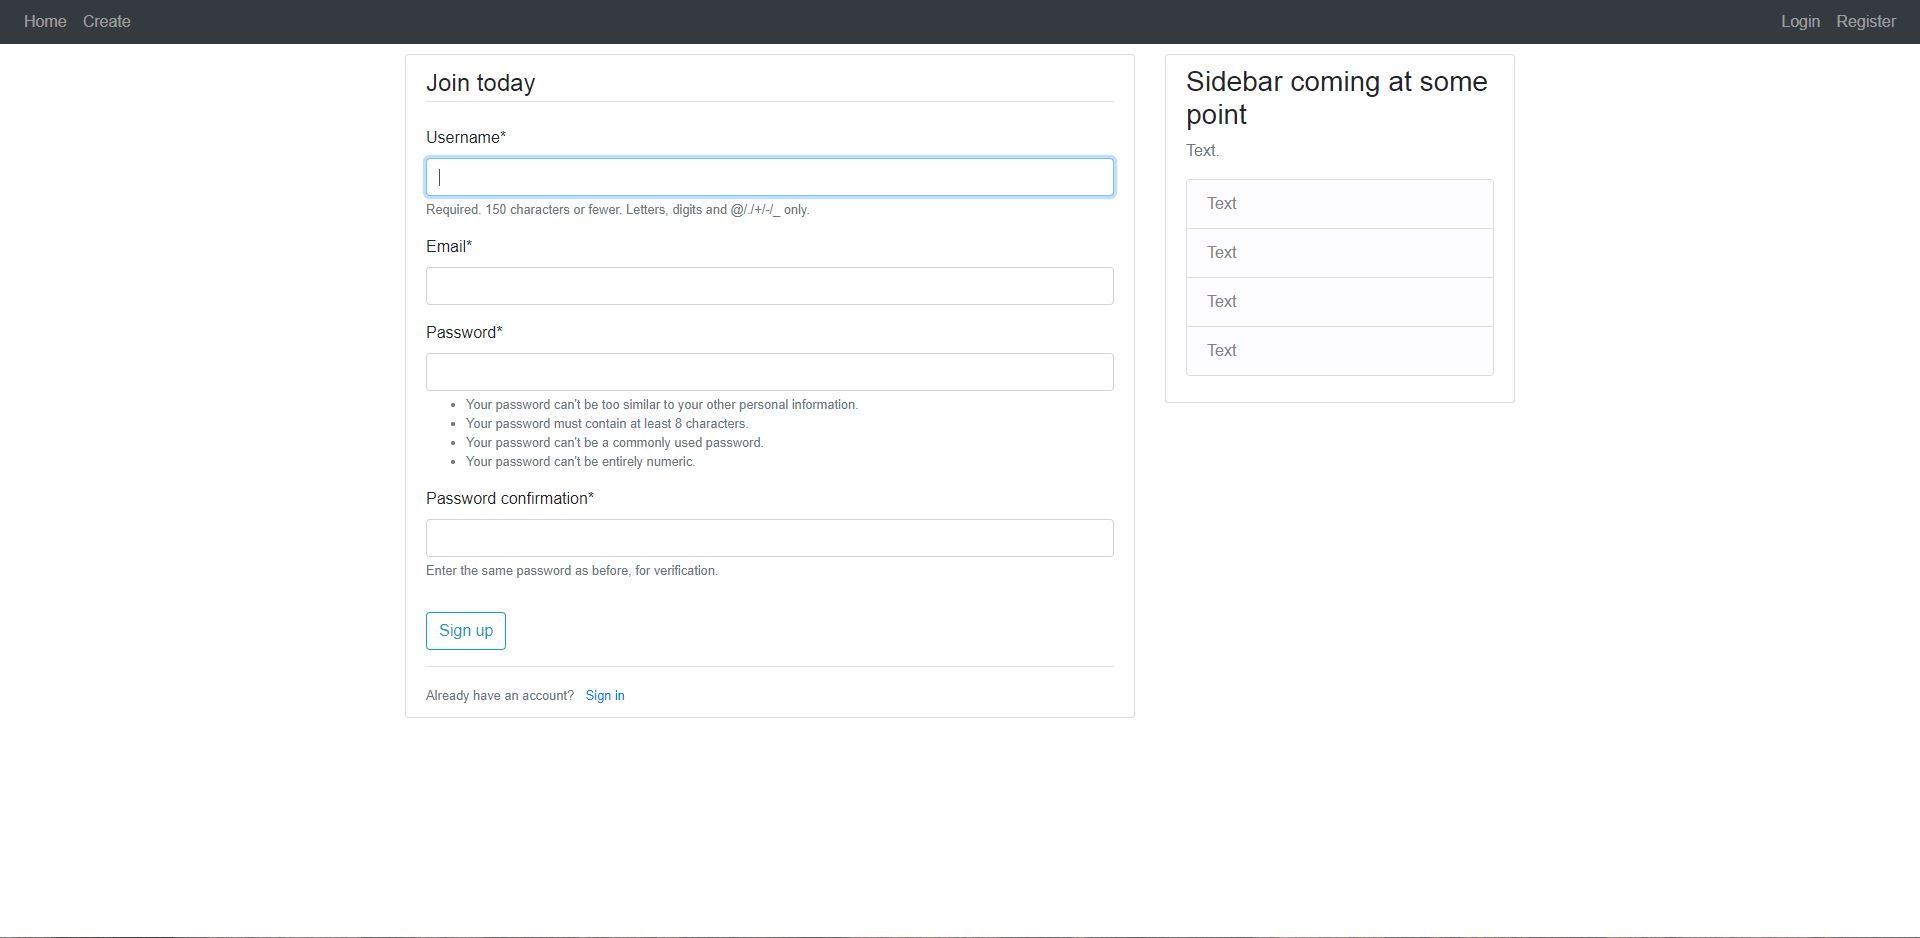 Home Create Login Register
Join today
Username*
Required. 150 characters or fewer. Letters, digits and @/./+/-/_ only.
Email*
Password*
Your password can't be too similar to your other personal information.
Your password must contain at least 8 characters.
Your password can't be a commonly used password.
Your password can't be entirely numeric.
Password confirmation*
Enter the same password as before, for verification.
Sign up
Already have an account? Sign in
Sidebar coming at some
point
Text.
Text
Text
Text
Text